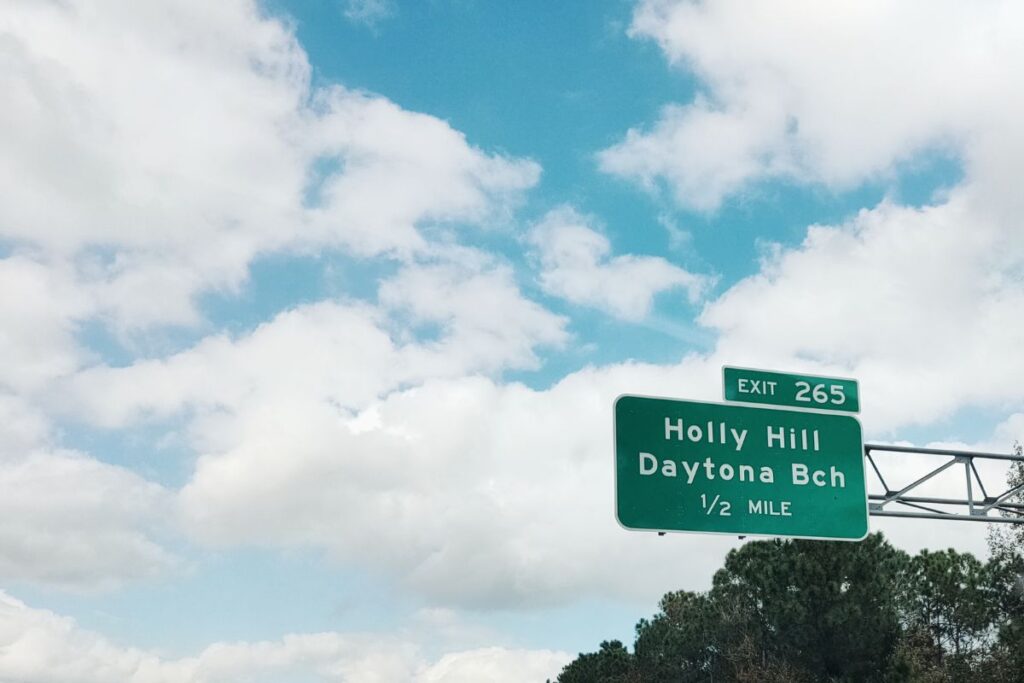 EXIT 265
Holly Hill
Daytona Bch
1/2 MILE